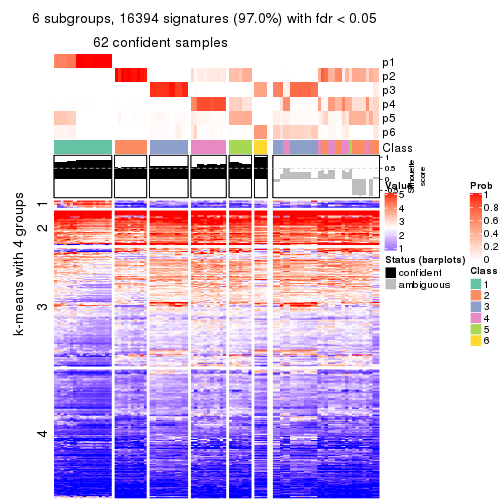 6 subgroups, 16394 signatures (97.0%) with fdr < 0.05
62 confident samples
p1
p2
p3
p4
p5
p6
Class
1
0.5
0
-0.5
Silhouette
score
k-means with 4 groups
1
2
3
4
Value
5
4
3
2
1
Status (barplots)
confident
ambiguous
Prob
1
0.8
0.6
0.4
0.2
0
Class
1
2
3
4
5
6